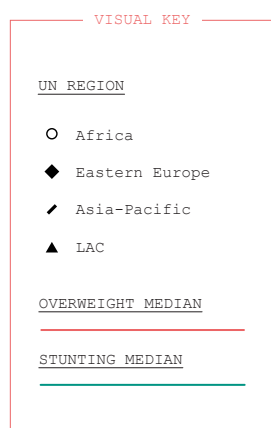 VISUAL KEY
UN REGION
Africa
Eastern Europe
Asia-Pacific
LAC
OVERWEIGHT MEDIAN
STUNTING MEDIAN